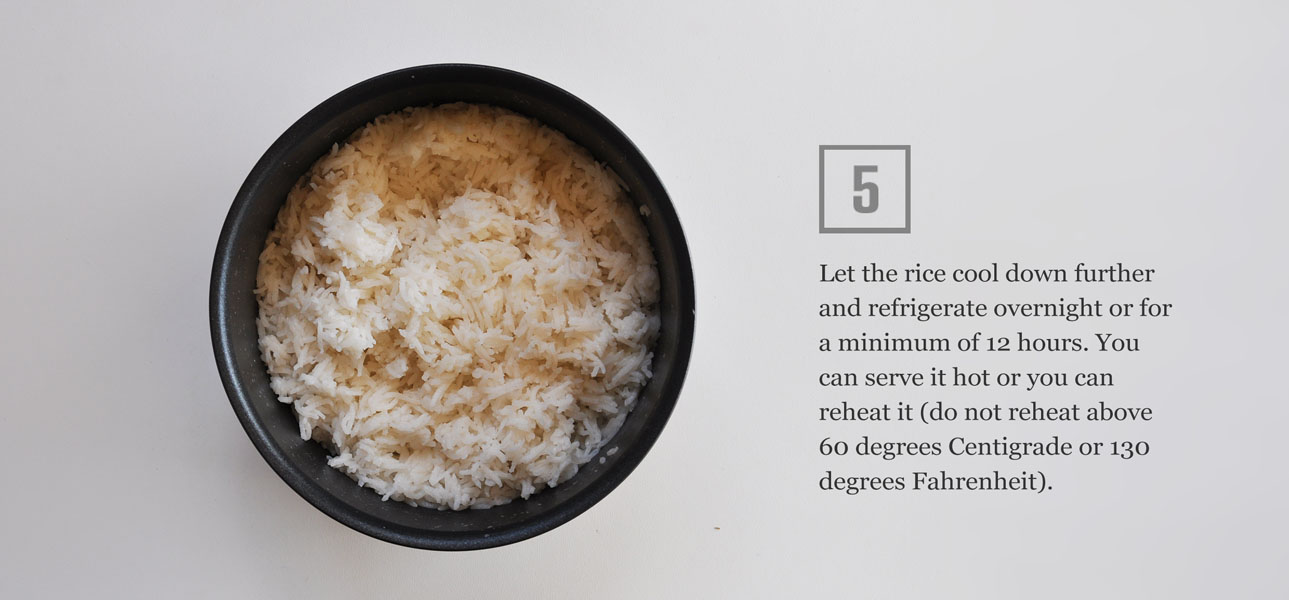 5
Let the rice cool down further
and refrigerate overnight or for
a minimum of 12 hours. You
can serve it hot or you can
reheat it (do not reheat above
60 degrees Centigrade or 130
degrees Fahrenheit).